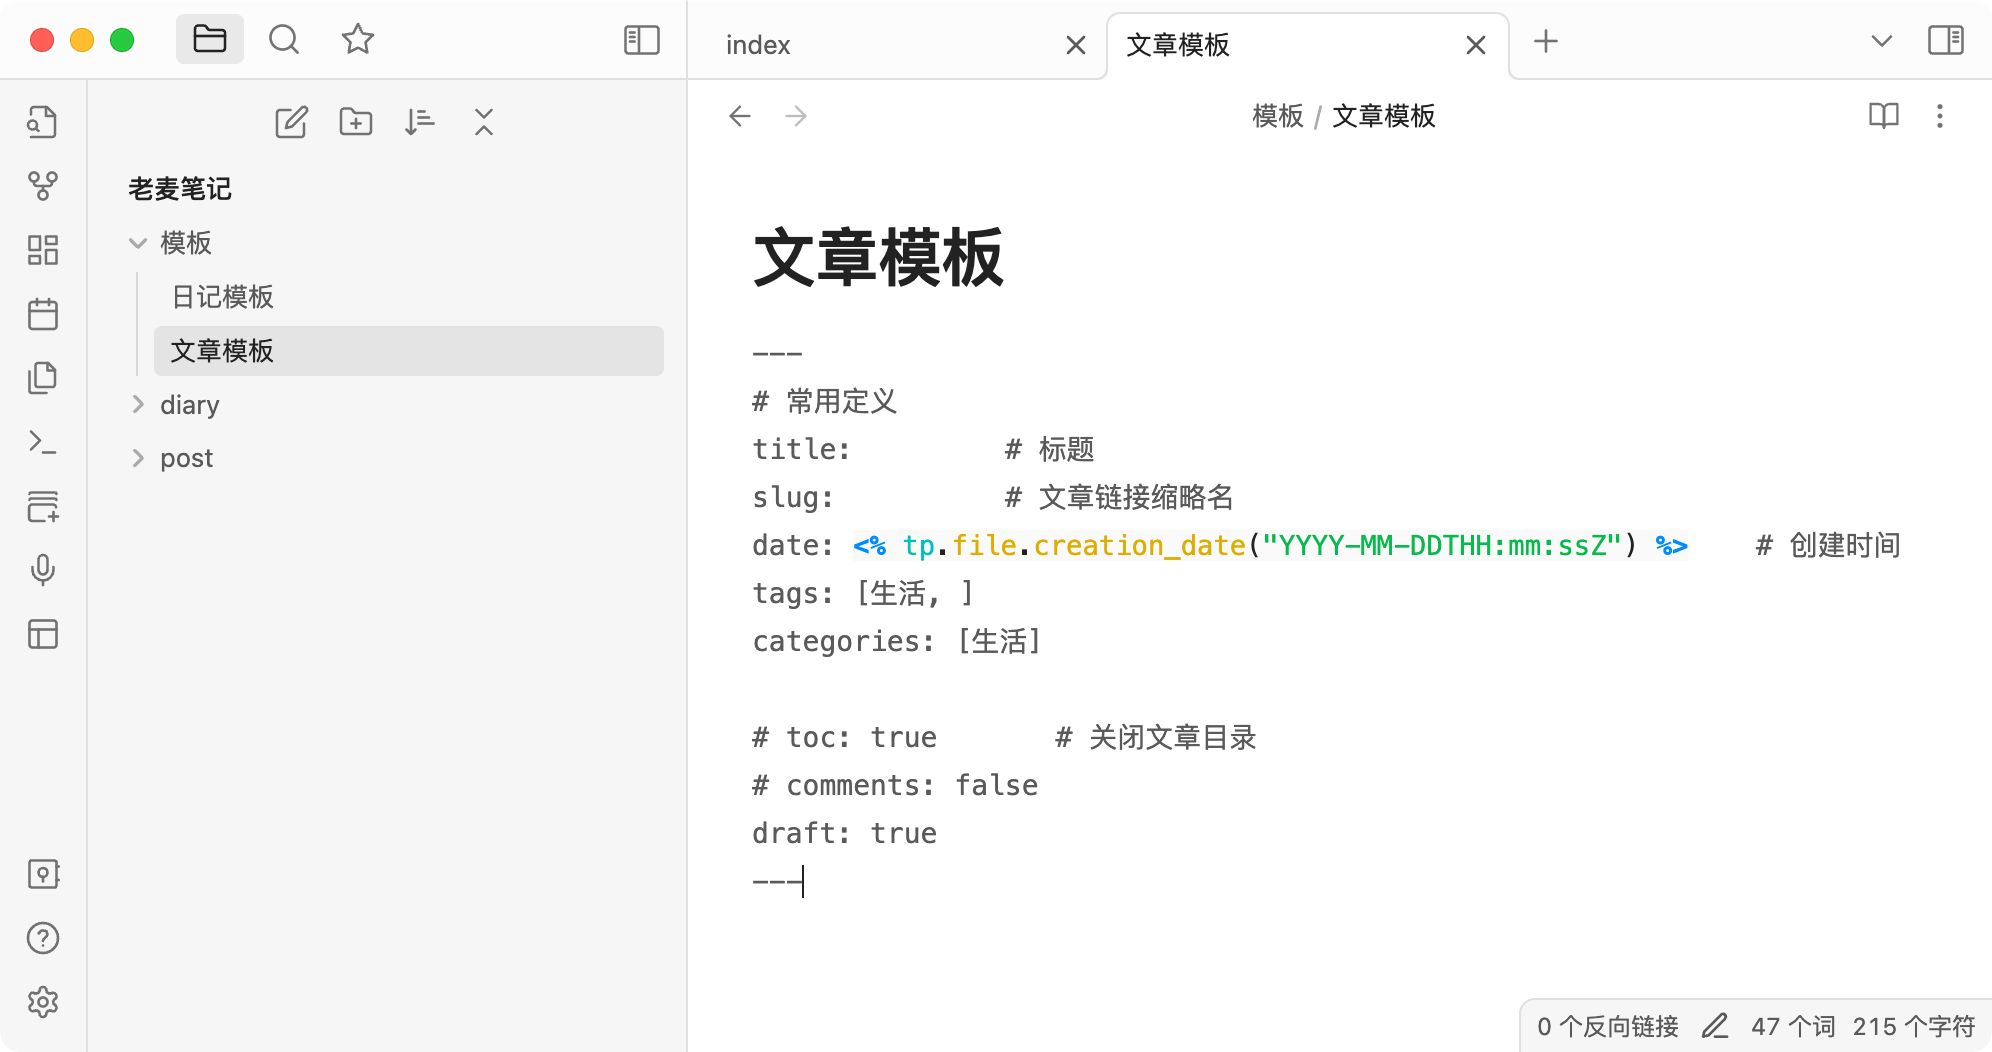 index
文章模板
模板 / 文章模板
老麦笔记
模板
日记模板
文章模板
diary
post
文章模板
---
# 常用定义
title:         # 标题
slug:          # 文章链接缩略名
date: <% tp.file.creation_date("YYYY-MM-DDTHH:mm:ssZ") %>    # 创建时间
tags: [生活, ]
categories: [生活]
# toc: true       # 关闭文章目录
# comments: false
draft: true
---
0 个反向链接 47 个词 215 个字符